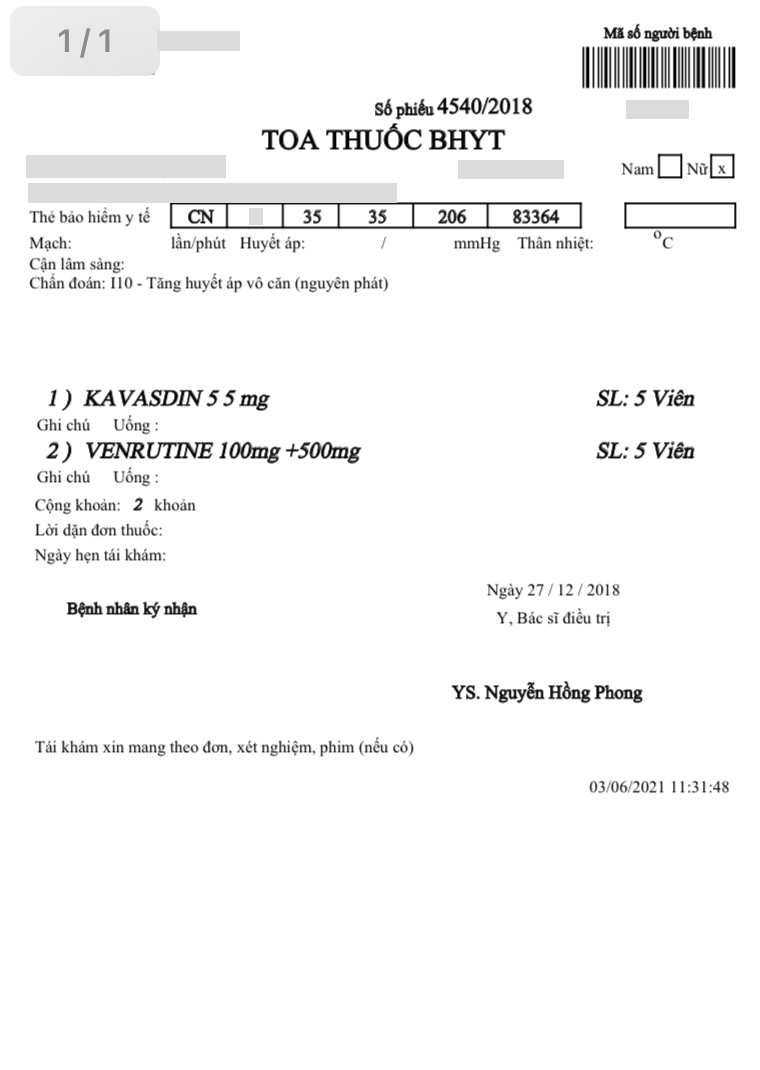 1/1
Mã số người bệnh
Số phiếu 4540/2018
TOA THUỐC BHYT
Nam Nữ x
Thẻ bảo hiểm y tế CN 35 35 206 83364
Mạch: lần/phút Huyết áp: / mmHg Thân nhiệt: °C
Cận lâm sàng:
Chẩn đoán: I10 - Tăng huyết áp vô căn (nguyên phát)
1 ) KAVASDIN 5 5 mg SL: 5 Viên
Ghi chú Uống :
2 ) VENRUTINE 100mg +500mg SL: 5 Viên
Ghi chú Uống :
Cộng khoản: 2 khoản
Lời dặn đơn thuốc:
Ngày hẹn tái khám:
Ngày 27 / 12 / 2018
Bệnh nhân ký nhận
Y, Bác sĩ điều trị
YS. Nguyễn Hồng Phong
Tái khám xin mang theo đơn, xét nghiệm, phim (nếu có)
03/06/2021 11:31:48